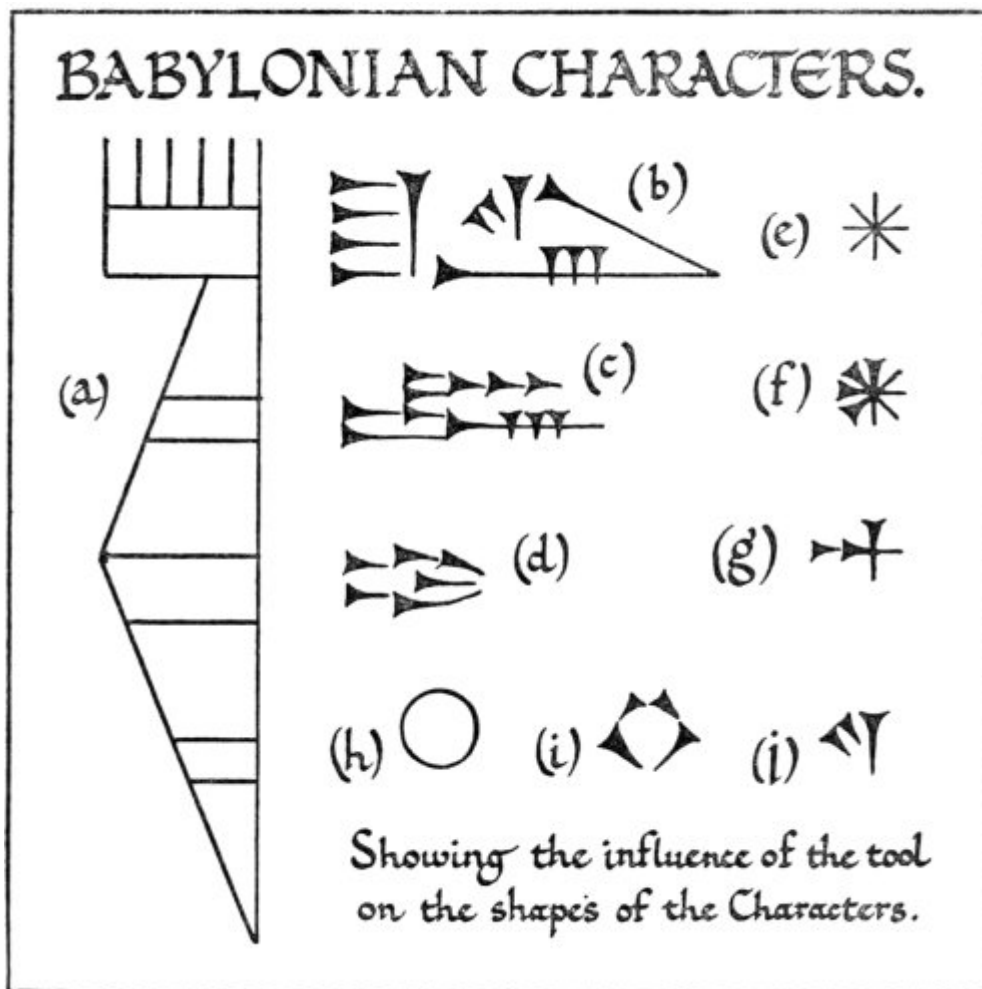 BABYLONIAN CHARACTERS.
(a)
(b)
(c)
(d)
(e)
(f)
(g)
(h)
(i)
(j)
Showing the influence of the tool
on the shapes of the Characters.